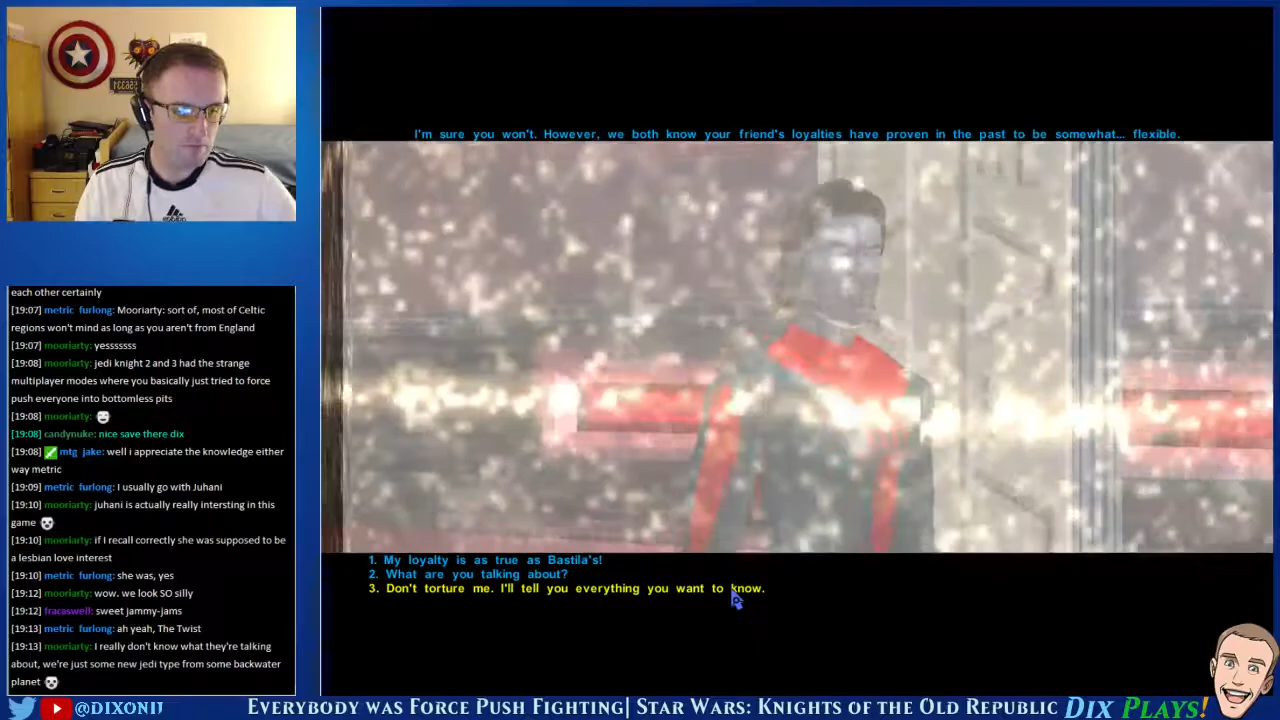 I'm sure you won't. However, we both know your friend's loyalties have proven in the past to be somewhat... flexible.
each other certainly
[19:07] metric_furlong: Mooriarty: sort of, most of Celtic
regions won't mind as long as you aren't from England
[19:07] mooriarty: yesssssss
[19:08] mooriarty: jedi knight 2 and 3 had the strange
multiplayer modes where you basically just tried to force
push everyone into bottomless pits
[19:08] mooriarty:
[19:08] candynuke: nice save there dix
[19:08] mtg_jake: well i appreciate the knowledge either
way metric
[19:09] metric_furlong: I usually go with Juhani
[19:10] mooriarty: juhani is actually really intersting in this
game
[19:10] mooriarty: if I recall correctly she was supposed to be
a lesbian love interest
[19:10] metric_furlong: she was, yes
[19:12] mooriarty: wow. we look SO silly
[19:12] fracaswell: sweet jammy-jams
[19:13] metric_furlong: ah yeah, The Twist
[19:13] mooriarty: I really don't know what they're talking
about, we're just some new jedi type from some backwater
planet
1. My loyalty is as true as Bastila's!
2. What are you talking about?
3. Don't torture me. I'll tell you everything you want to know.
@DIXONIJ Everybody was Force Push Fighting| Star Wars: Knights of the Old Republic Dix Plays!